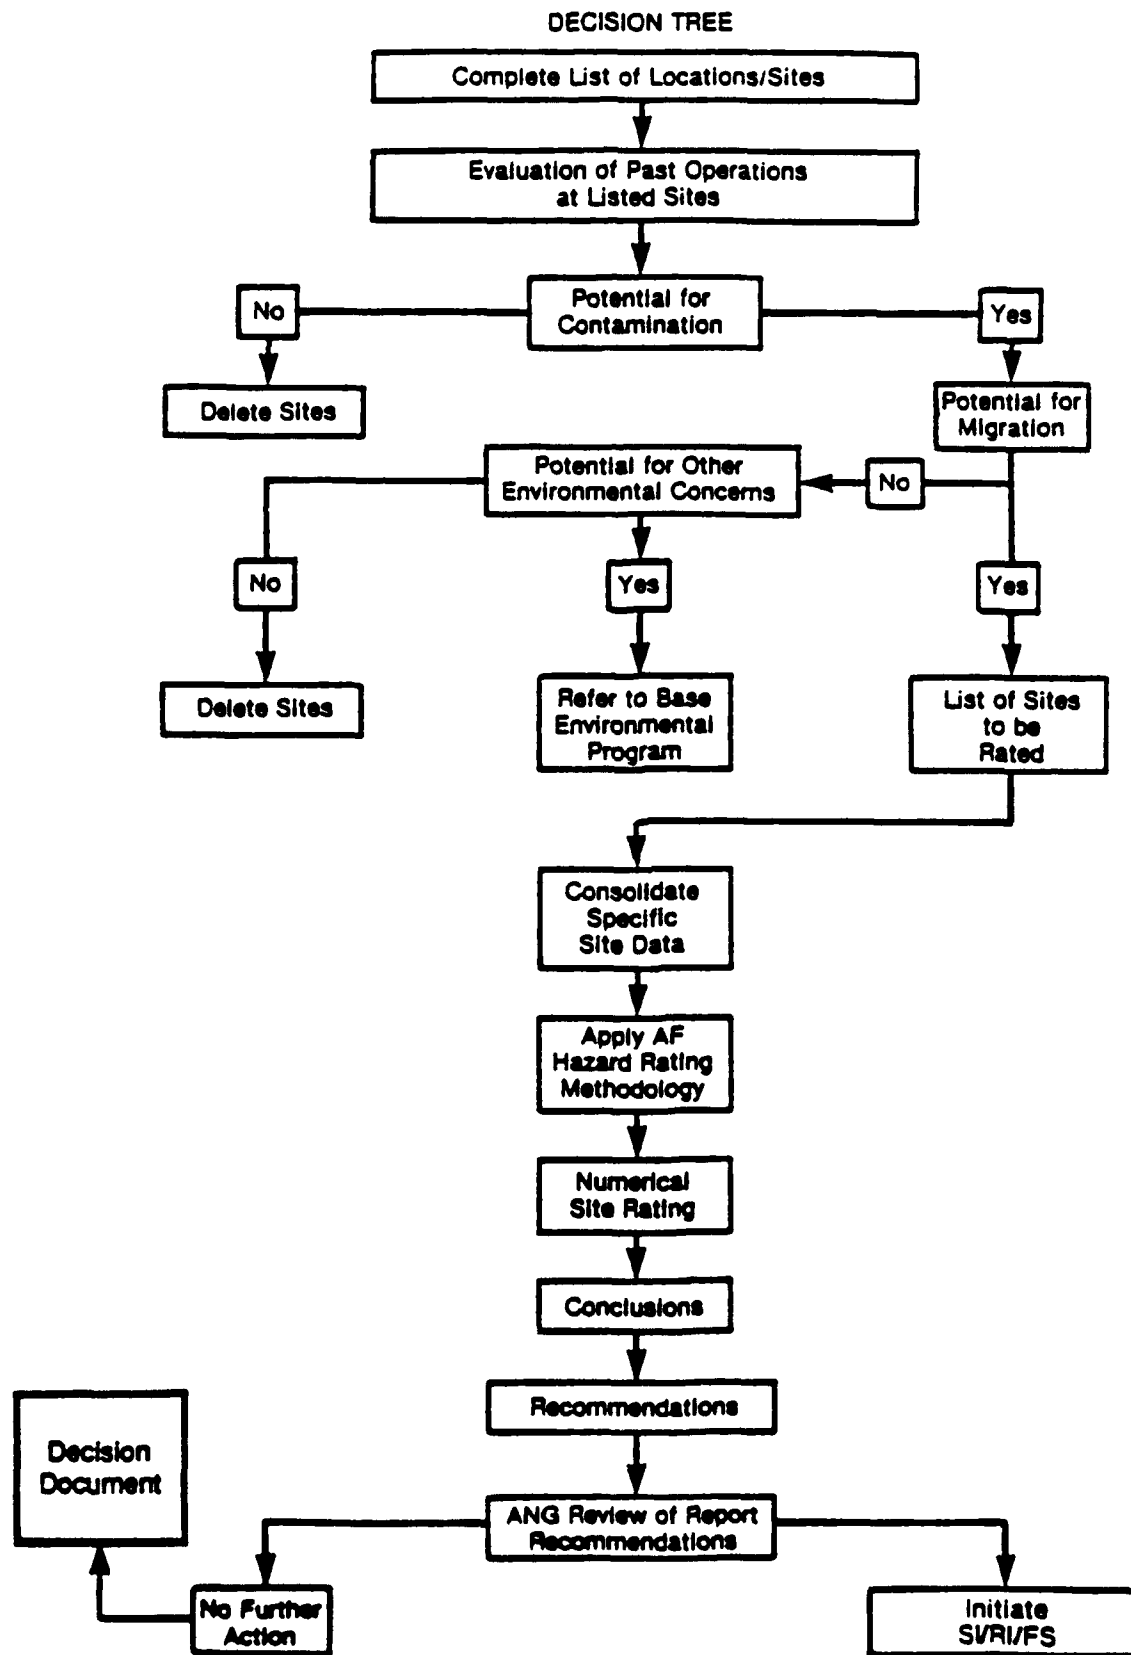 DECISION TREE
Complete List of Locations/Sites
Evaluation of Past Operations
at Listed Sites
No
Potential for
Contamination
Yes
Delete Sites
Potential for
Migration
Potential for Other
Environmental Concerns
No
No
Yes
Yes
Delete Sites
Refer to Base
Environmental
Program
List of Sites
to be
Rated
Consolidate
Specific
Site Data
Apply AF
Hazard Rating
Methodology
Numerical
Site Rating
Conclusions
Recommendations
Decision
Document
ANG Review of Report
Recommendations
No Further
Action
Initiate
SI/RI/FS